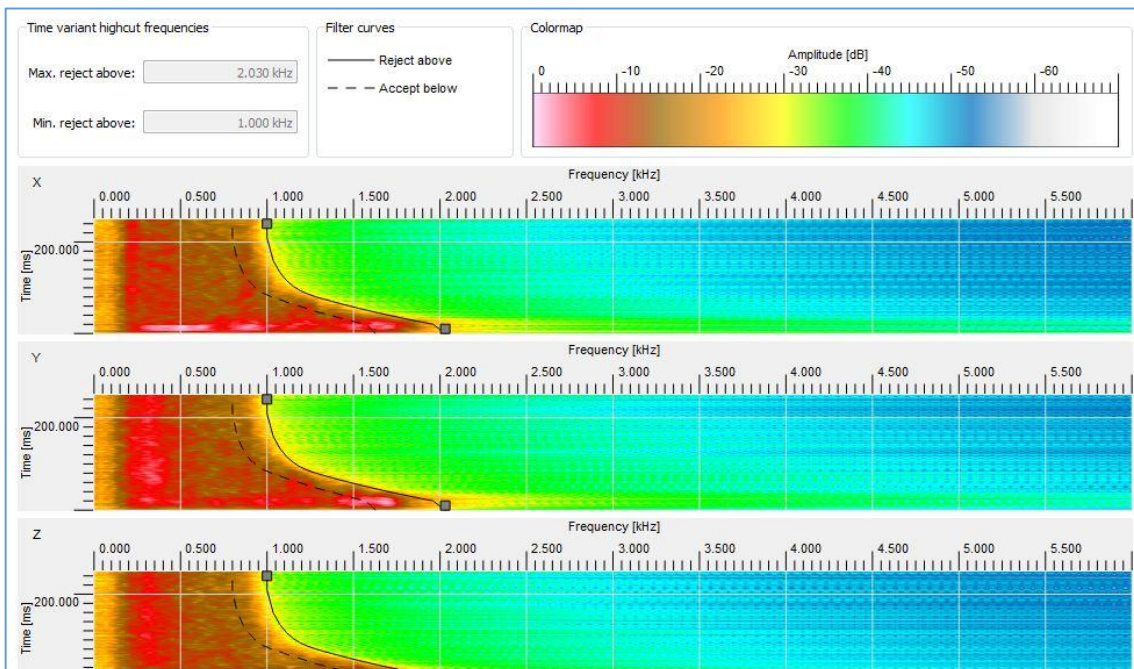 Time variant highcut frequencies
Max. reject above: 2.030 kHz
Min. reject above: 1.000 kHz
Filter curves
Reject above
Accept below
Colormap
Amplitude [dB]
0 -10 -20 -30 -40 -50 -60
X
Frequency [kHz]
0.000 0.500 1.000 1.500 2.000 2.500 3.000 3.500 4.000 4.500 5.000 5.500
Time [ms]
200.000
Y
Frequency [kHz]
0.000 0.500 1.000 1.500 2.000 2.500 3.000 3.500 4.000 4.500 5.000 5.500
Time [ms]
200.000
Z
Frequency [kHz]
0.000 0.500 1.000 1.500 2.000 2.500 3.000 3.500 4.000 4.500 5.000 5.500
Time [ms]
200.000